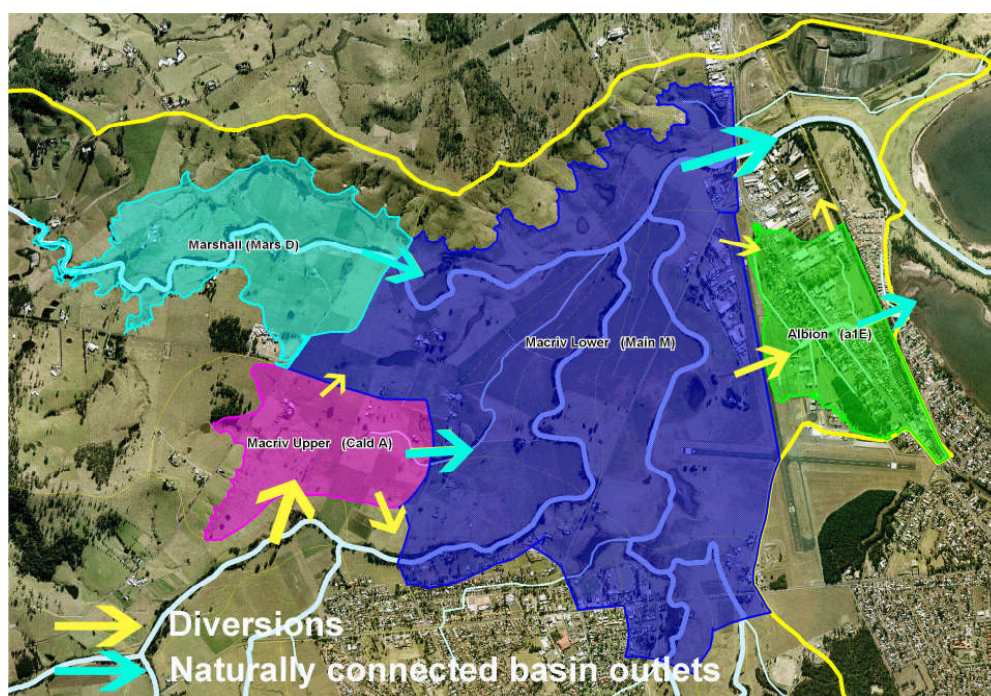 Marshall (Mars D)
Macriv Lower (Main M)
Albion (a1E)
Macriv Upper (Cald A)
Diversions
Naturally connected basin outlets